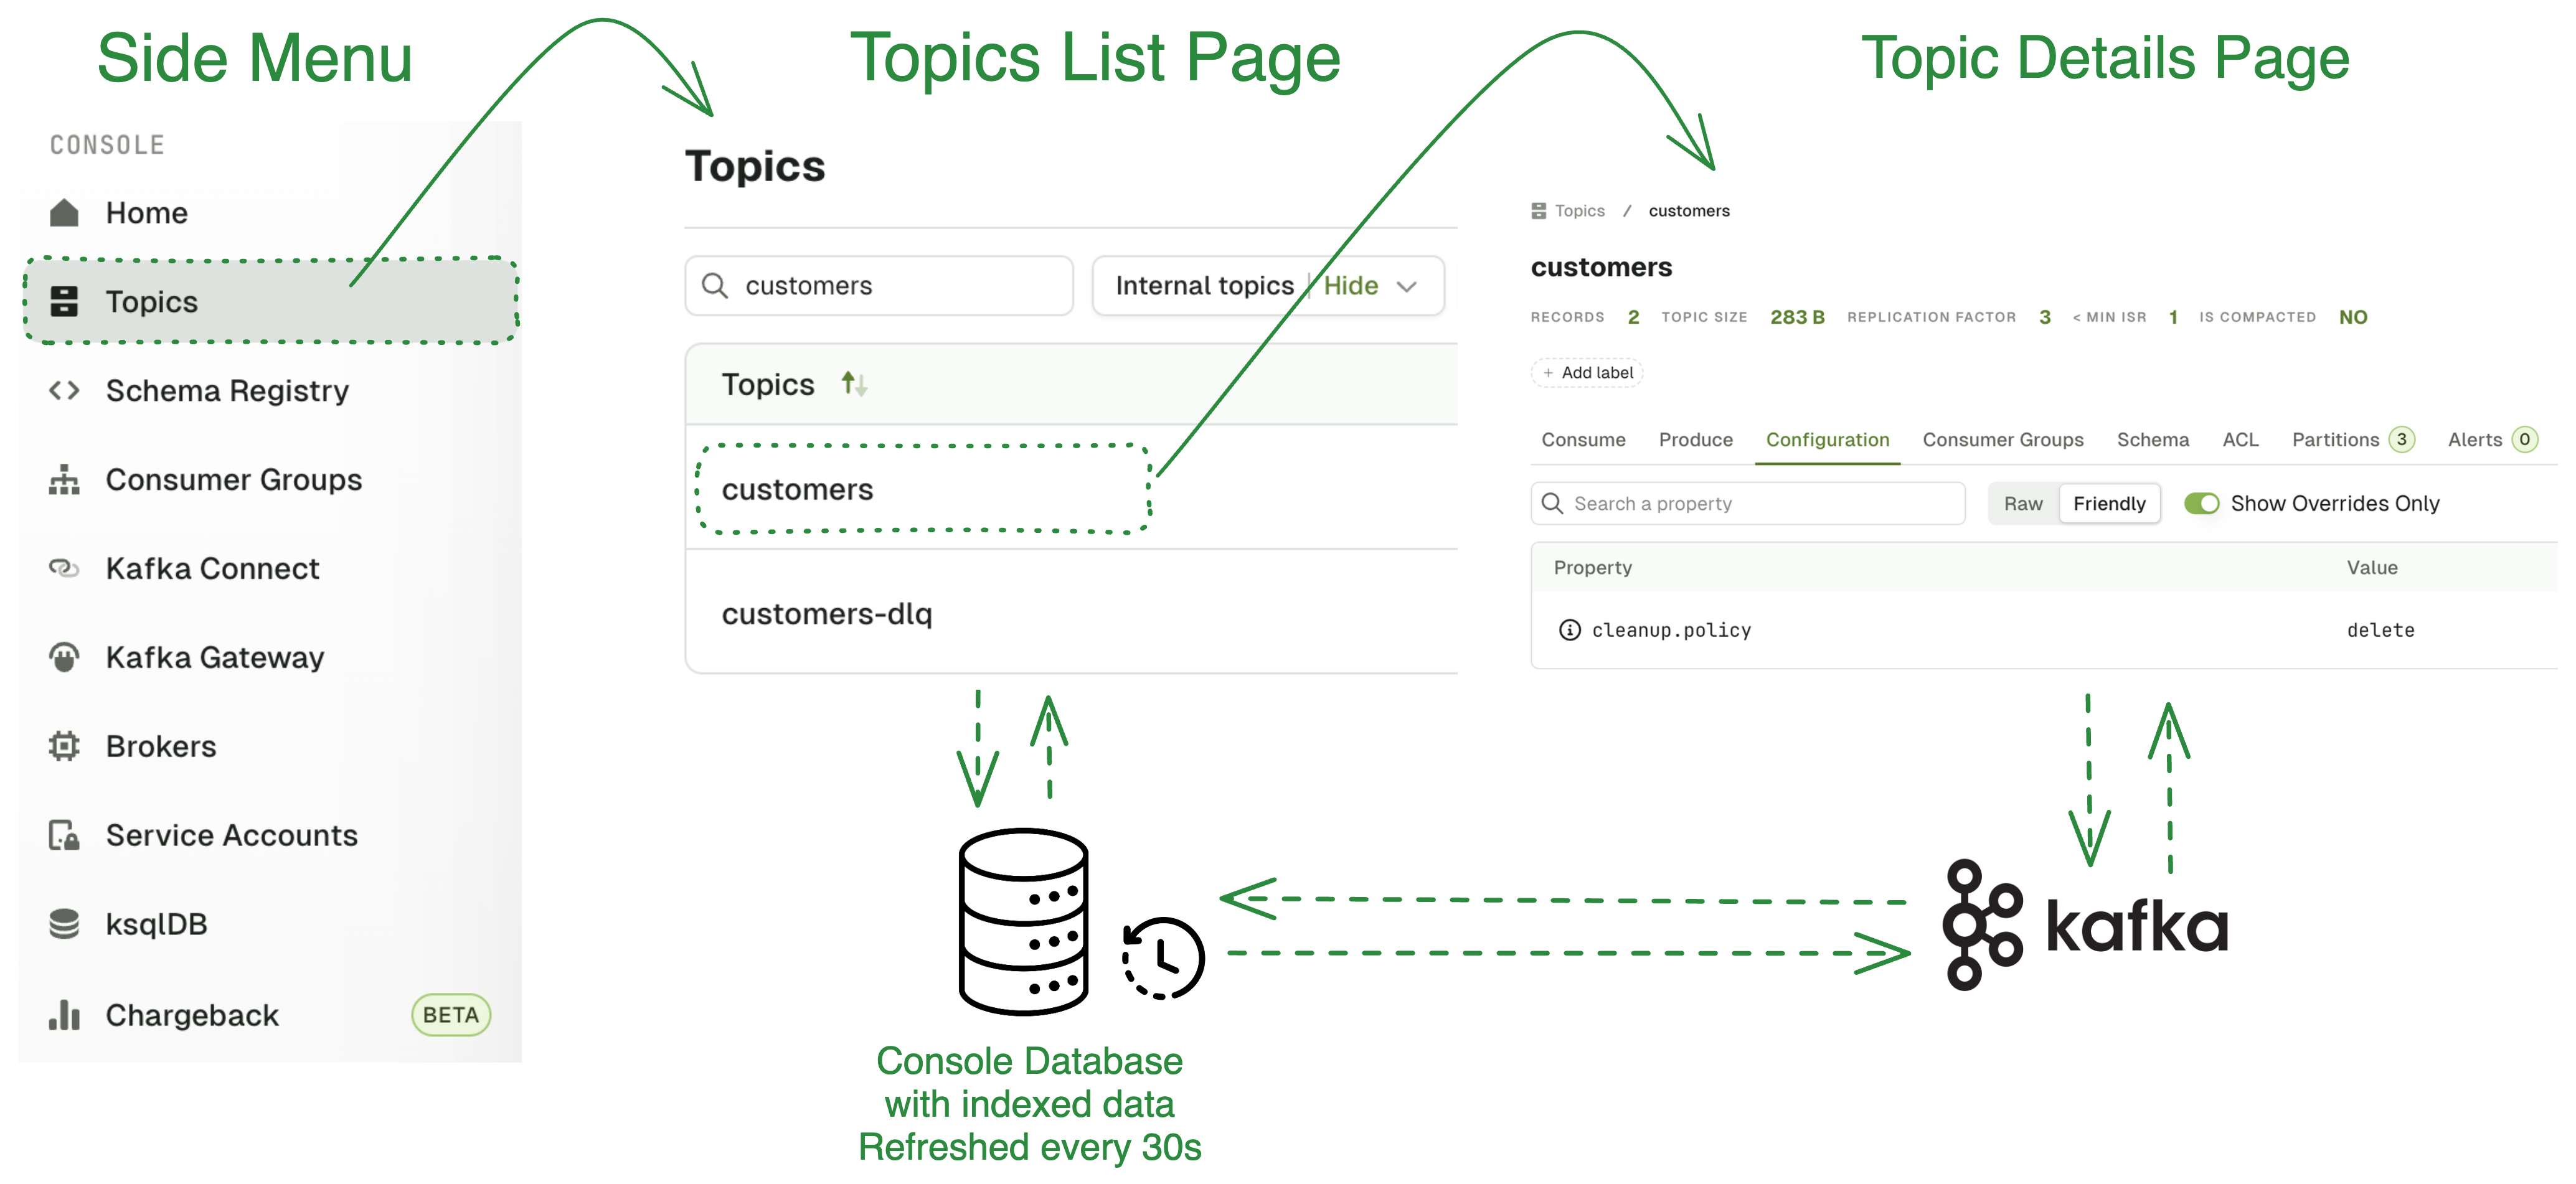 Side Menu
Topics List Page
Topic Details Page
CONSOLE
Home
Topics
Schema Registry
Consumer Groups
Kafka Connect
Kafka Gateway
Brokers
Service Accounts
ksqlDB
Chargeback BETA
Topics
customers
Internal topics | Hide
Topics
customers
customers-dlq
Topics / customers
customers
RECORDS 2 TOPIC SIZE 283 B REPLICATION FACTOR 3 < MIN ISR 1 IS COMPACTED NO
+ Add label
Consume Produce Configuration Consumer Groups Schema ACL Partitions 3 Alerts 0
Search a property Raw Friendly Show Overrides Only
Property Value
cleanup.policy delete
kafka
Console Database
with indexed data
Refreshed every 30s